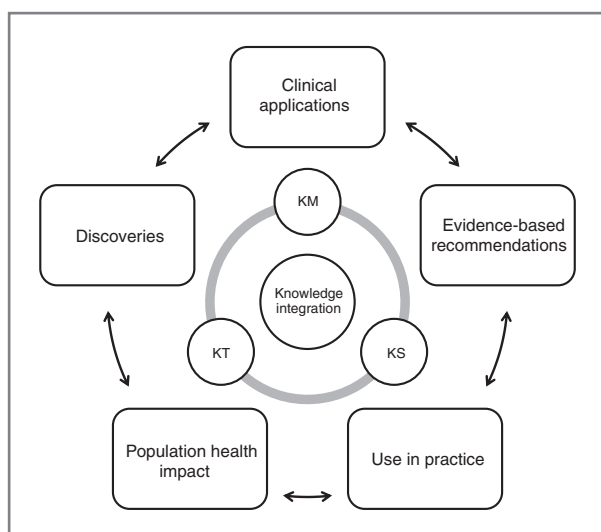 Clinical
applications
KM
Discoveries
Evidence-based
recommendations
Knowledge
integration
KT
KS
Population health
impact
Use in practice